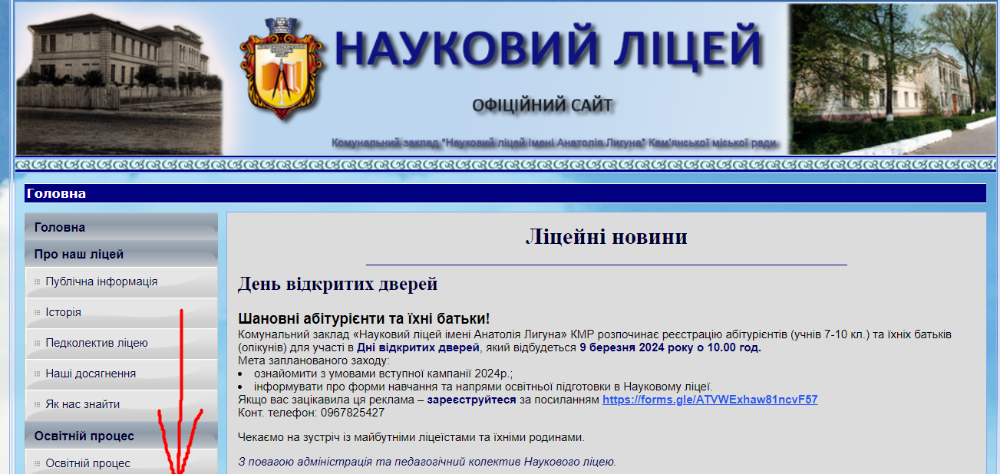 НАУКОВИЙ ЛІЦЕЙ
ОФІЦІЙНИЙ САЙТ
Комунальний заклад "Науковий ліцей імені Анатолія Лигуна" Кам'янської міської ради
Головна
Головна
Про наш ліцей
Публічна інформація
Історія
Педколектив ліцею
Наші досягнення
Як нас знайти
Освітній процес
Освітній процес
Ліцейні новини
День відкритих дверей
Шановні абітурієнти та їхні батьки!
Комунальний заклад «Науковий ліцей імені Анатолія Лигуна» КМР розпочинає реєстрацію абітурієнтів (учнів 7-10 кл.) та їхніх батьків
(опікунів) для участі в Дні відкритих дверей, який відбудеться 9 березня 2024 року о 10.00 год.
Мета запланованого заходу:
• ознайомити з умовами вступної кампанії 2024р.;
• інформувати про форми навчання та напрями освітньої підготовки в Науковому ліцеї.
Якщо вас зацікавила ця реклама – зареєструйтеся за посиланням https://forms.gle/ATVWExhaw81ncvF57
Конт. телефон: 0967825427
Чекаємо на зустріч із майбутніми ліцеїстами та їхніми родинами.
З повагою адміністрація та педагогічний колектив Наукового ліцею.